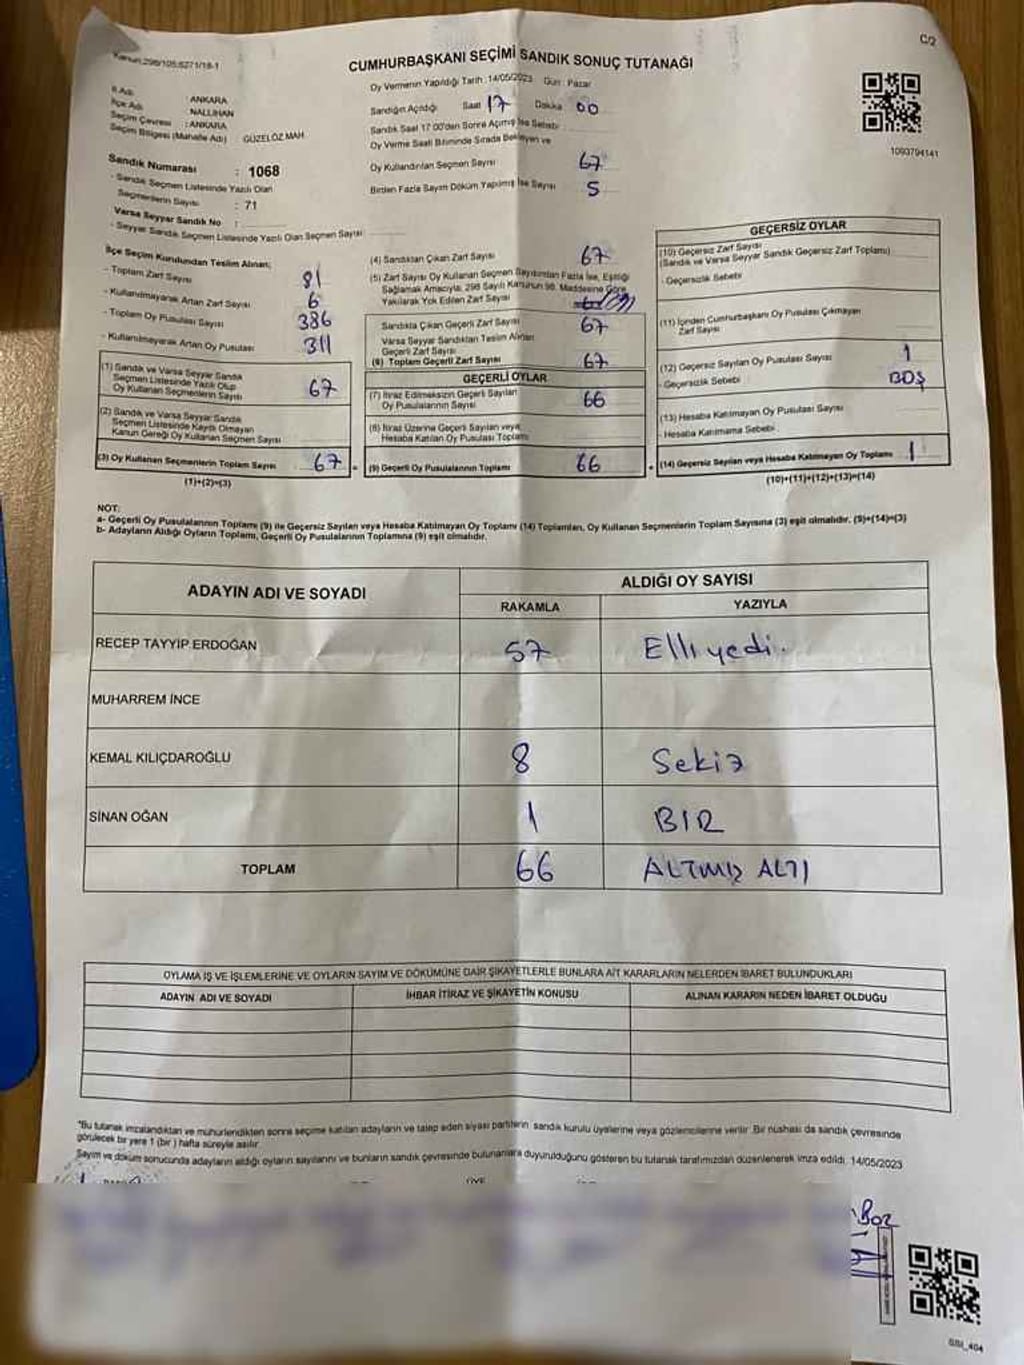 C/2
Kanun:298/105;6271/18-1
CUMHURBAŞKANI SEÇİMİ SANDIK SONUÇ TUTANAĞI
Oy Vermenin Yapıldığı Tarih :14/05/2023 Gün : Pazar
İl Adı : ANKARA
İlçe Adı : NALLIHAN
Seçim Çevresi : ANKARA
Seçim Bölgesi (Mahalle Adı) GÜZELÖZ MAH.
Sandığın Açıldığı Saat 17 Dakika 00
Sandık Saat 17:00'den Sonra Açılmış İse Sebebi :
Oy Verme Saati Bitiminde Sırada Bekleyen ve
Oy Kullandırılan Seçmen Sayısı 67
Birden Fazla Sayım Döküm Yapılmış İse Sayısı 5
1093794141
Sandık Numarası : 1068
- Sandık Seçmen Listesinde Yazılı Olan
Seçmenlerin Sayısı : 71
Varsa Seyyar Sandık No :
- Seyyar Sandık Seçmen Listesinde Yazılı Olan Seçmen Sayısı
İlçe Seçim Kurulundan Teslim Alınan;
- Toplam Zarf Sayısı 81
- Kullanılmayarak Artan Zarf Sayısı 6
- Toplam Oy Pusulası Sayısı 386
- Kullanılmayarak Artan Oy Pusulası 311
(1) Sandık ve Varsa Seyyar Sandık
Seçmen Listesinde Yazılı Olup
Oy Kullanan Seçmenlerin Sayısı 67
(2) Sandık ve Varsa Seyyar Sandık
Seçmen Listesinde Kayıtlı Olmayan
Kanun Gereği Oy Kullanan Seçmen Sayısı
(3) Oy Kullanan Seçmenlerin Toplam Sayısı 67
(1)+(2)=(3)
(4) Sandıktan Çıkan Zarf Sayısı 67
(5) Zarf Sayısı Oy Kullanan Seçmen Sayısından Fazla İse, Eşitliği
Sağlamak Amacıyla, 298 Sayılı Kanunun 98. Maddesine Göre
Yakılarak Yok Edilen Zarf Sayısı
Sandıkta Çıkan Geçerli Zarf Sayısı 67
Varsa Seyyar Sandıktan Teslim Alınan
Geçerli Zarf Sayısı
(6) Toplam Geçerli Zarf Sayısı 67
GEÇERLİ OYLAR
(7) İtiraz Edilmeksizin Geçerli Sayılan
Oy Pusulalarının Sayısı 66
(8) İtiraz Üzerine Geçerli Sayılan veya
Hesaba Katılan Oy Pusulası Toplamı
(9) Geçerli Oy Pusulalarının Toplamı 66
GEÇERSİZ OYLAR
(10) Geçersiz Zarf Sayısı
(Sandık ve Varsa Seyyar Sandık Geçersiz Zarf Toplamı)
- Geçersizlik Sebebi
(11) İçinden Cumhurbaşkanı Oy Pusulası Çıkmayan
Zarf Sayısı
(12) Geçersiz Sayılan Oy Pusulası Sayısı 1
- Geçersizlik Sebebi BOŞ
(13) Hesaba Katılmayan Oy Pusulası Sayısı
- Hesaba Katılmama Sebebi
(14) Geçersiz Sayılan veya Hesaba Katılmayan Oy Toplamı 1
(10)+(11)+(12)+(13)=(14)
NOT:
a- Geçerli Oy Pusulalarının Toplamı (9) ile Geçersiz Sayılan veya Hesaba Katılmayan Oy Toplamı (14) Toplamları, Oy Kullanan Seçmenlerin Toplam Sayısına (3) eşit olmalıdır. (9)+(14)=(3)
b- Adayların Aldığı Oyların Toplamı, Geçerli Oy Pusulalarının Toplamına (9) eşit olmalıdır.
ADAYIN ADI VE SOYADI ALDIĞI OY SAYISI
RAKAMLA YAZIYLA
RECEP TAYYİP ERDOĞAN 57 Elliyedi.
MUHARREM İNCE
KEMAL KILIÇDAROĞLU 8 Sekiz
SİNAN OĞAN 1 BIR
TOPLAM 66 ALTMIŞ ALTI
OYLAMA İŞ VE İŞLEMLERİNE VE OYLARIN SAYIM VE DÖKÜMÜNE DAİR ŞİKAYETLERLE BUNLARA AİT KARARLARIN NELERDEN İBARET BULUNDUKLARI
ADAYIN ADI VE SOYADI İHBAR İTİRAZ VE ŞİKAYETİN KONUSU ALINAN KARARIN NEDEN İBARET OLDUĞU
"Bu tutanak imzalandıktan ve mühürlendikten sonra seçime katılan adayların ve talep eden siyasi partilerin sandık kurulu üyelerine veya gözlemcilerine verilir. Bir nüshası da sandık çevresinde
görülecek bir yere 1 (bir ) hafta süreyle asılır.
Sayım ve döküm sonucunda adayların aldığı oyların sayılarını ve bunların sandık çevresinde bulunanlara duyurulduğunu gösteren bu tutanak tarafımızdan düzenlenerek imza edildi. 14/05/2023
ÜYE
Boz